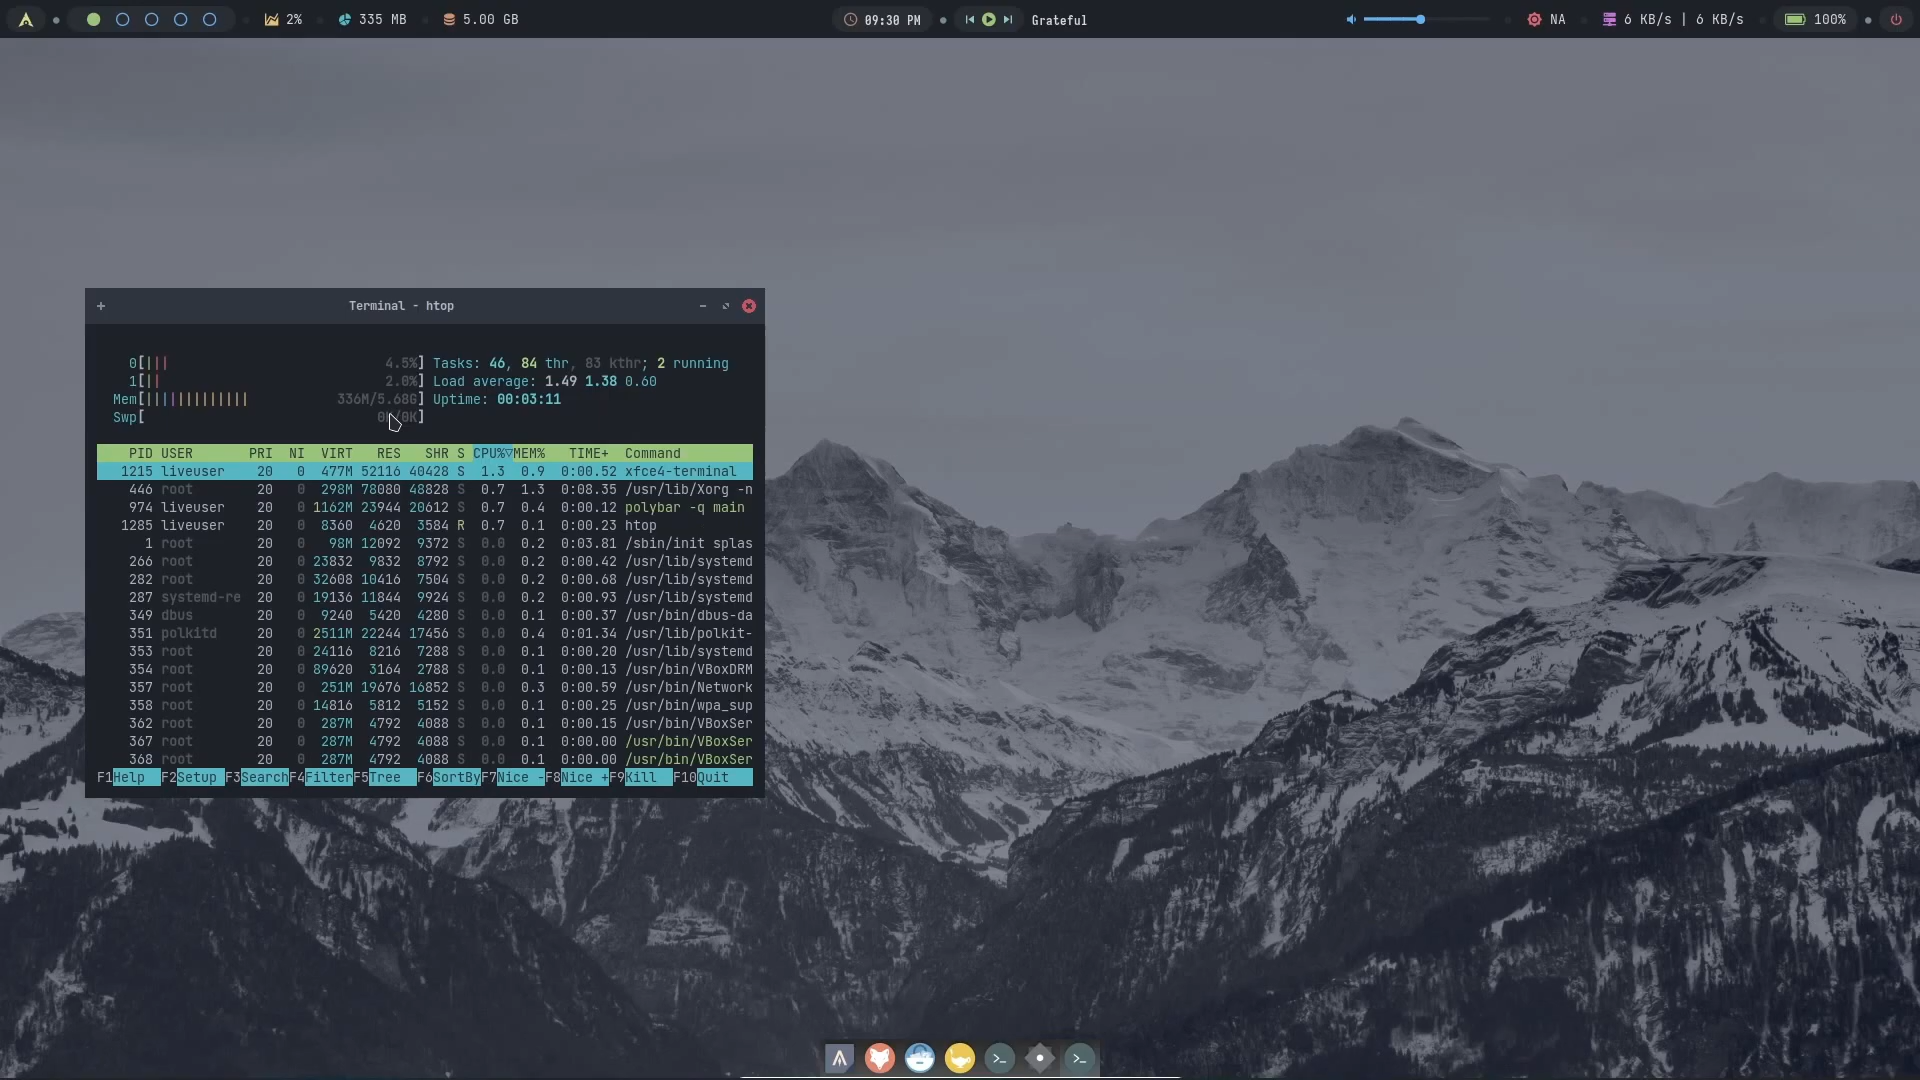 2% 335 MB 5.00 GB 09:30 PM Grateful NA 6 KB/s | 6 KB/s 100%
Terminal - htop
0[||| 4.5%] Tasks: 46, 84 thr, 83 kthr; 2 running
1[|| 2.0%] Load average: 1.49 1.38 0.60
Mem[||||||||||||| 336M/5.68G] Uptime: 00:03:11
Swp[ 0K/0K]
PID USER PRI NI VIRT RES SHR S CPU%▽MEM% TIME+ Command
1215 liveuser 20 0 477M 52116 40428 S 1.3 0.9 0:00.52 xfce4-terminal
446 root 20 0 298M 78080 48828 S 0.7 1.3 0:08.35 /usr/lib/Xorg -n
974 liveuser 20 0 1162M 23944 20612 S 0.7 0.4 0:00.12 polybar -q main
1285 liveuser 20 0 8360 4620 3584 R 0.7 0.1 0:00.23 htop
1 root 20 0 98M 12092 9372 S 0.0 0.2 0:03.81 /sbin/init splas
266 root 20 0 23832 9832 8792 S 0.0 0.2 0:00.42 /usr/lib/systemd
282 root 20 0 32608 10416 7504 S 0.0 0.2 0:00.68 /usr/lib/systemd
287 systemd-re 20 0 19136 11844 9924 S 0.0 0.2 0:00.93 /usr/lib/systemd
349 dbus 20 0 9240 5420 4280 S 0.0 0.1 0:00.37 /usr/bin/dbus-da
351 polkitd 20 0 2511M 22244 17456 S 0.0 0.4 0:01.34 /usr/lib/polkit-
353 root 20 0 24116 8216 7288 S 0.0 0.1 0:00.20 /usr/lib/systemd
354 root 20 0 89620 3164 2788 S 0.0 0.1 0:00.13 /usr/bin/VBoxDRM
357 root 20 0 251M 19676 16852 S 0.0 0.3 0:00.59 /usr/bin/Network
358 root 20 0 14816 5812 5152 S 0.0 0.1 0:00.25 /usr/bin/wpa_sup
362 root 20 0 287M 4792 4088 S 0.0 0.1 0:00.15 /usr/bin/VBoxSer
367 root 20 0 287M 4792 4088 S 0.0 0.1 0:00.00 /usr/bin/VBoxSer
368 root 20 0 287M 4792 4088 S 0.0 0.1 0:00.00 /usr/bin/VBoxSer
F1Help F2Setup F3SearchF4FilterF5Tree F6SortByF7Nice -F8Nice +F9Kill F10Quit